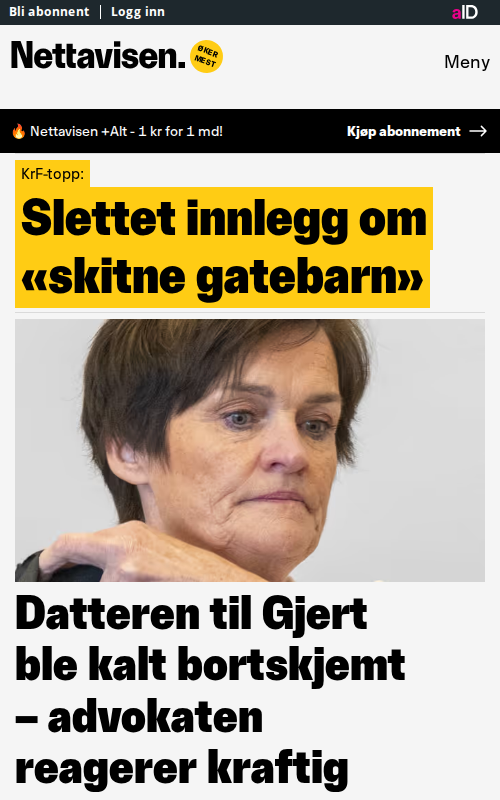 Bli abonnent | Logg inn
aID
Nettavisen.
ØKER
MEST
Meny
🔥 Nettavisen +Alt - 1 kr for 1 md!
Kjøp abonnement →
KrF-topp:
Slettet innlegg om
«skitne gatebarn»
Datteren til Gjert
ble kalt bortskjemt
– advokaten
reagerer kraftig